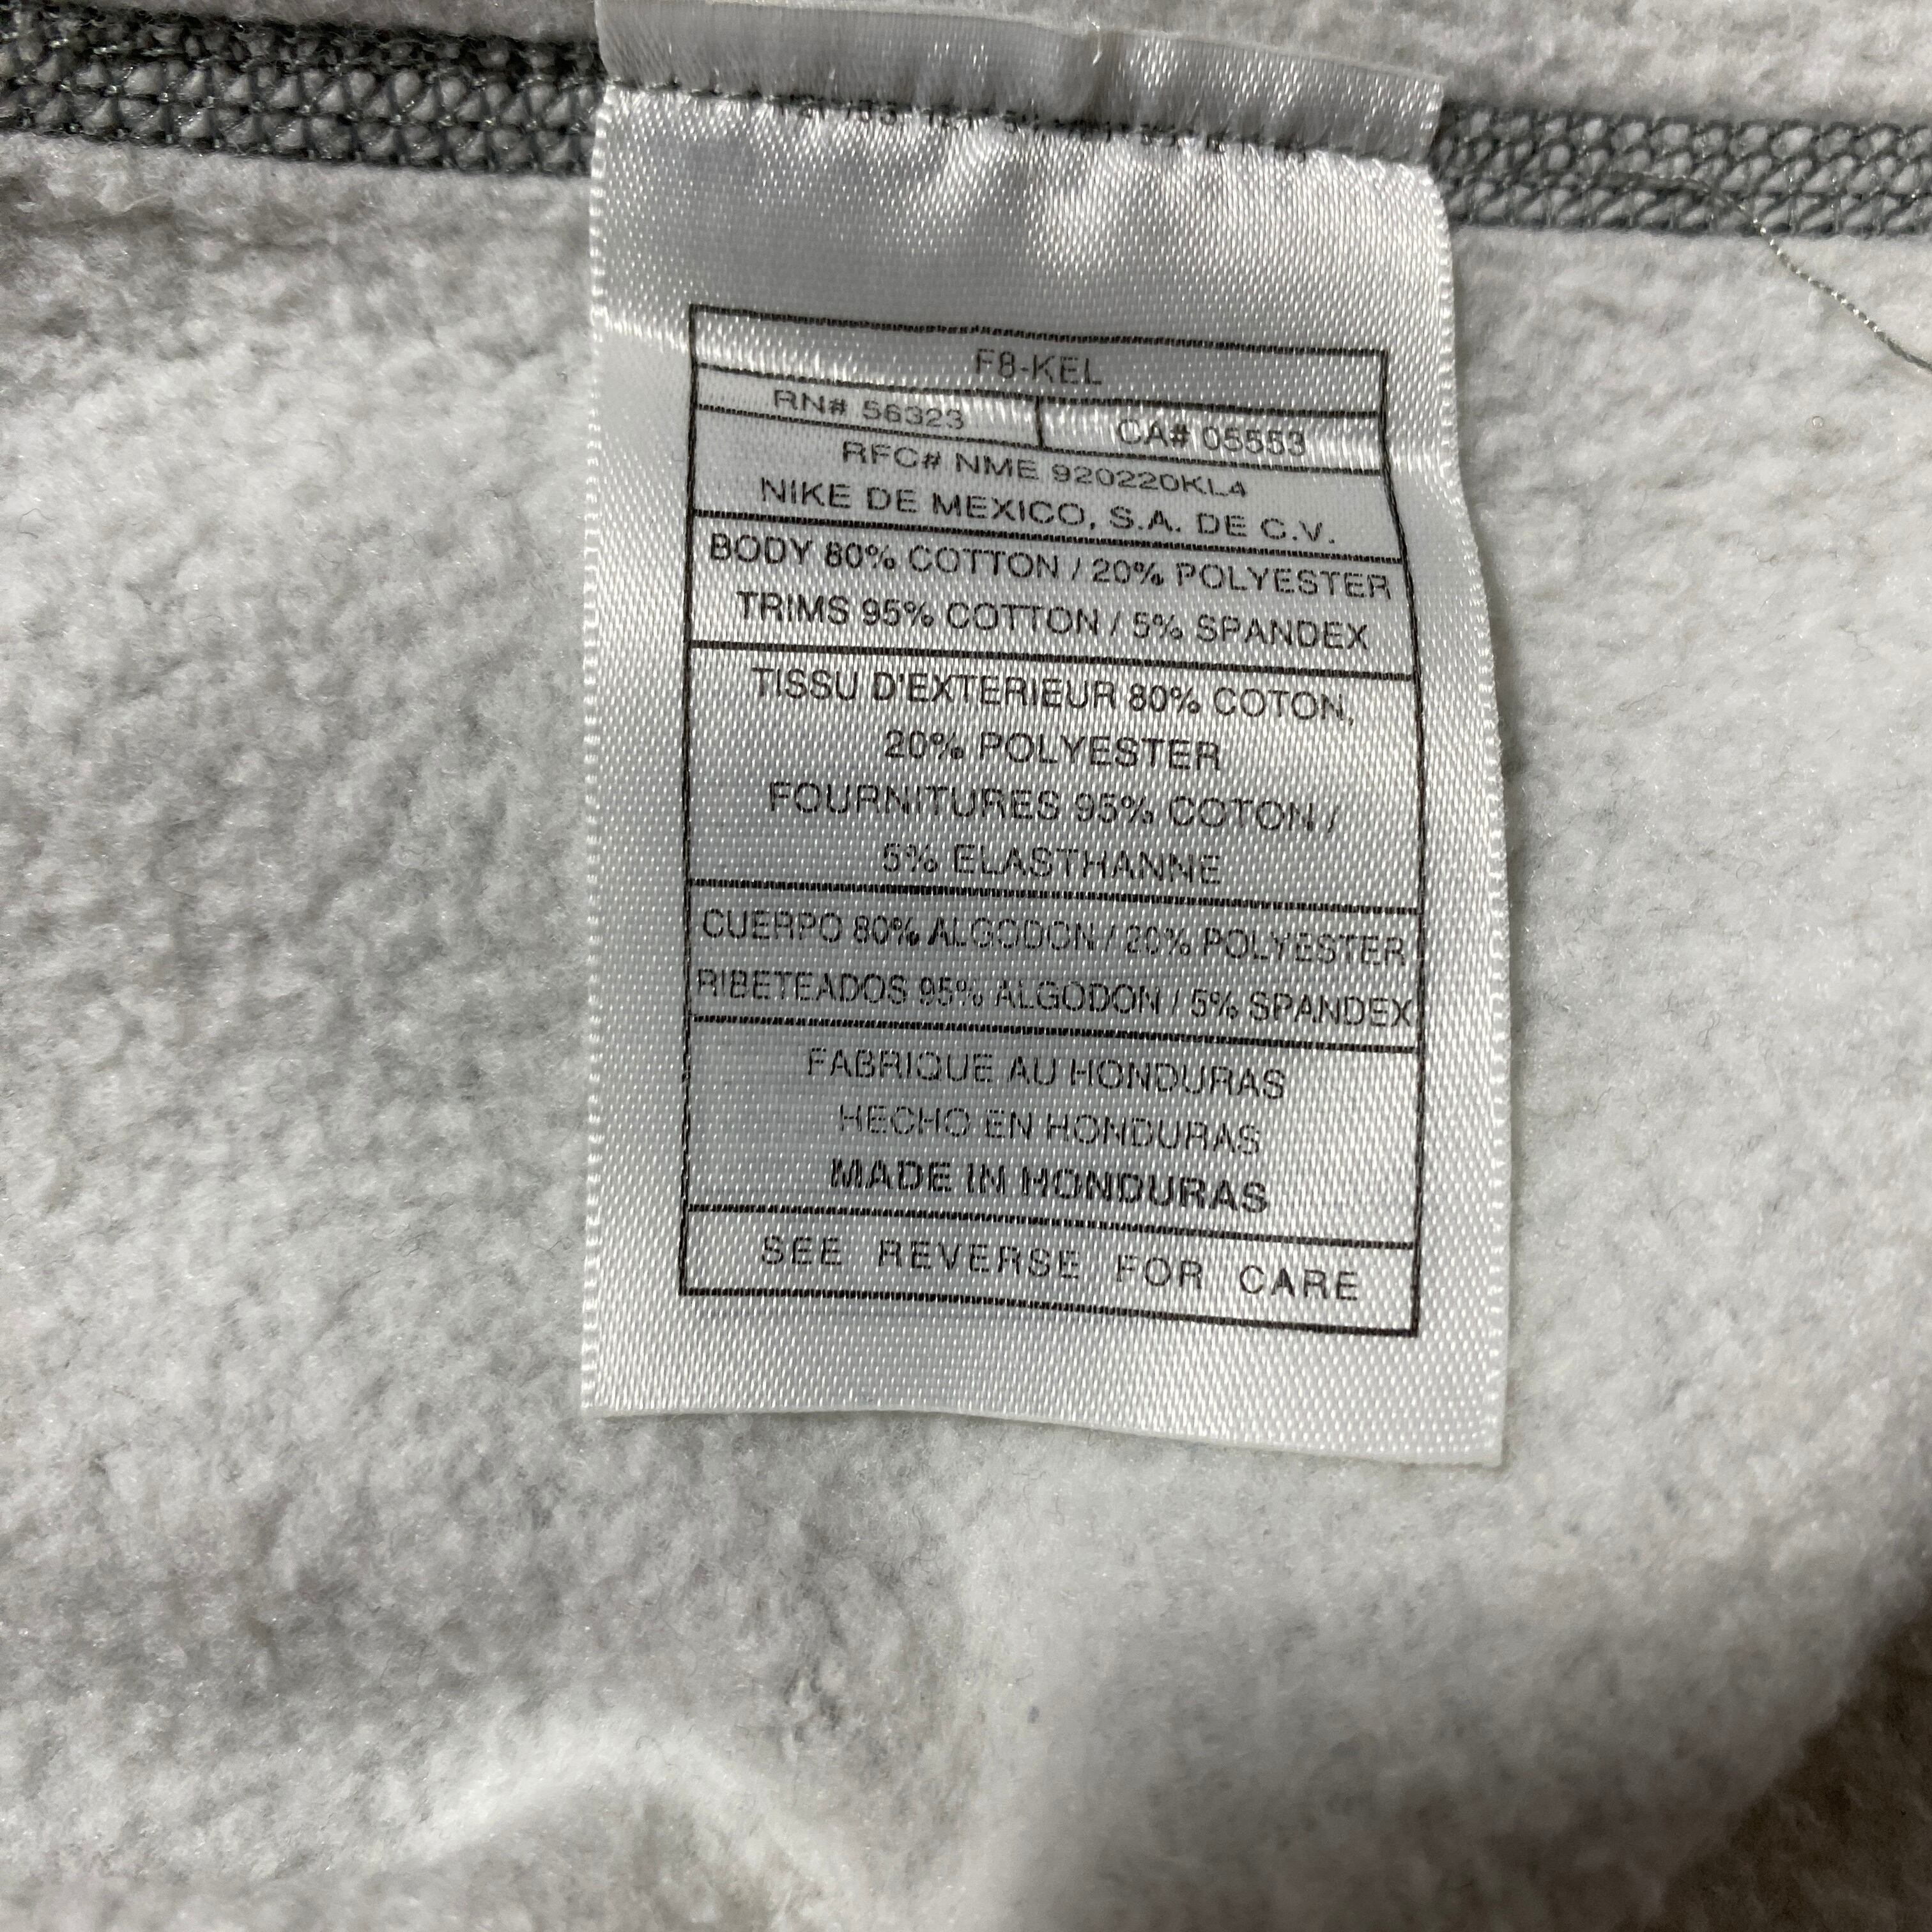 F8-KEL
RN# 56323 CA# 05553
RFC# NME 920220KL4
NIKE DE MEXICO, S.A. DE C.V.
BODY 80% COTTON / 20% POLYESTER
TRIMS 95% COTTON / 5% SPANDEX
TISSU D'EXTERIEUR 80% COTON,
20% POLYESTER
FOURNITURES 95% COTON /
5% ELASTHANNE
CUERPO 80% ALGODON / 20% POLYESTER
RIBETEADOS 95% ALGODON / 5% SPANDEX
FABRIQUE AU HONDURAS
HECHO EN HONDURAS
MADE IN HONDURAS
SEE REVERSE FOR CARE